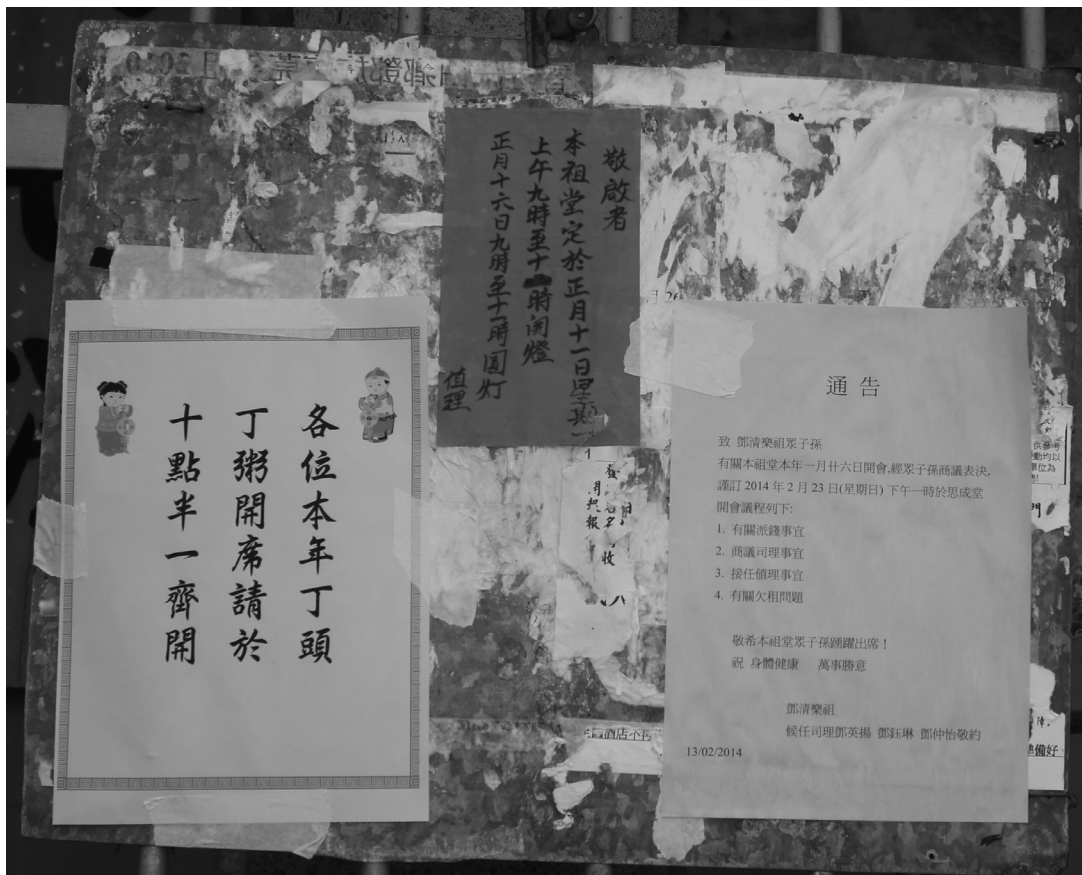 敬啟者
本祖堂定於正月十一日星期一
上午九時至十時開燈
正月十六日九時至十一時圓灯
值理
各位本年丁頭
丁粥開席請於
十點半一齊開
通告
致 鄧清樂祖眾子孫
有關本祖堂本年一月廿六日開會,經眾子孫商議表決,
謹訂 2014 年 2 月 23 日(星期日) 下午一時於思成堂
開會議程列下:
1. 有關派錢事宜
2. 商議司理事宜
3. 接任值理事宜
4. 有關欠租問題
敬希本祖堂眾子孫踴躍出席！
祝 身體健康 萬事勝意
鄧清樂祖
候任司理鄧英揚 鄧鈺琳 鄧仲怡敬約
13/02/2014
酒店不
準備好